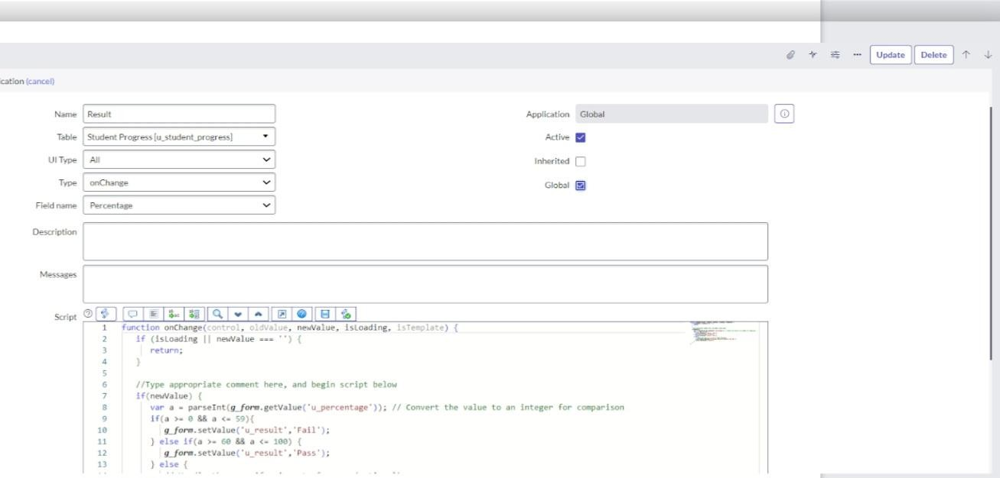 Update Delete
ication (cancel)
Name Result
Application Global
Table Student Progress [u_student_progress]
Active
UI Type All
Inherited
Type onChange
Global
Field name Percentage
Description
Messages
Script
1 function onChange(control, oldValue, newValue, isLoading, isTemplate) {
2 if (isLoading || newValue === '') {
3 return;
4 }
5
6 //Type appropriate comment here, and begin script below
7 if(newValue) {
8 var a = parseInt(g_form.getValue('u_percentage')); // Convert the value to an integer for comparison
9 if(a >= 0 && a <= 59){
10 g_form.setValue('u_result','Fail');
11 } else if(a >= 60 && a <= 100) {
12 g_form.setValue('u_result','Pass');
13 } else {